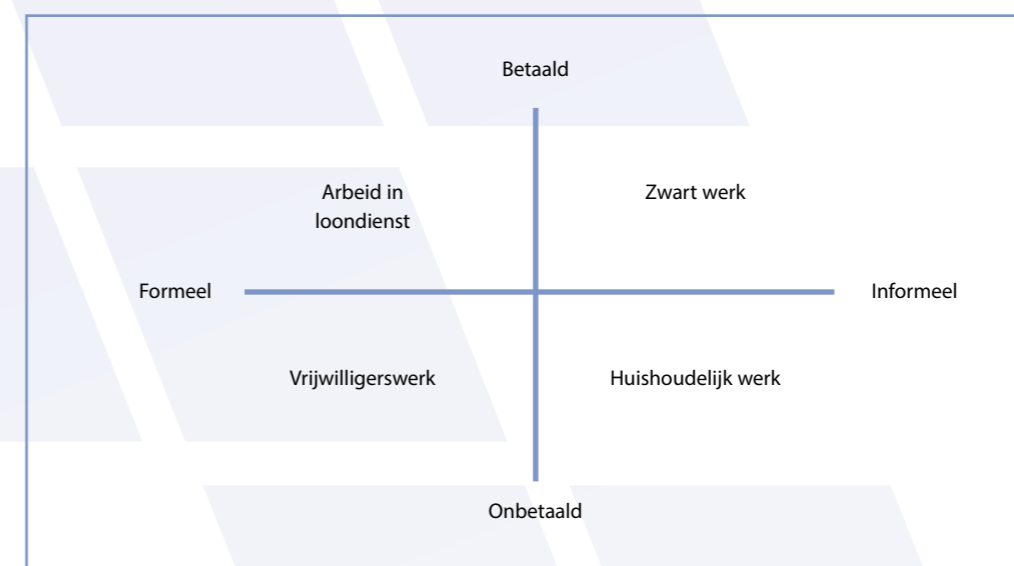 Betaald
Arbeid in
loondienst
Zwart werk
Formeel
Informeel
Vrijwilligerswerk
Huishoudelijk werk
Onbetaald